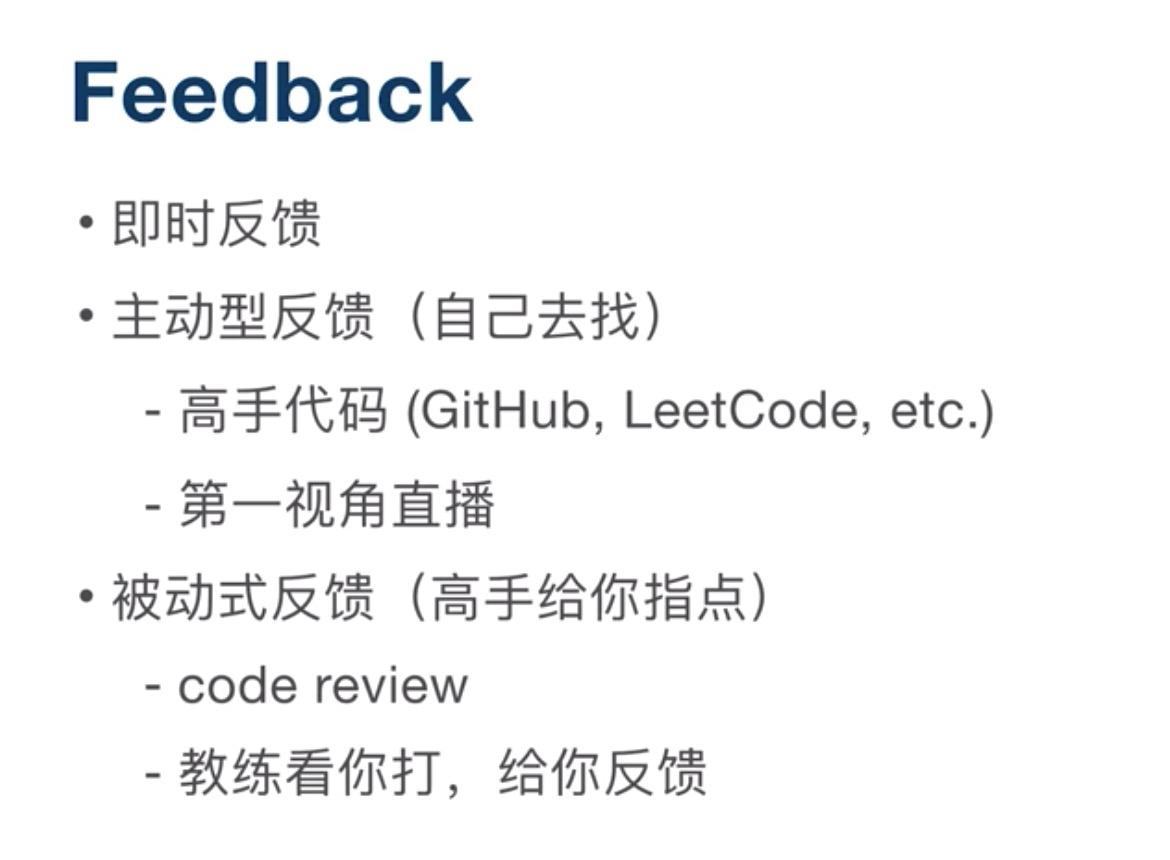 Feedback
• 即时反馈
• 主动型反馈（自己去找）
- 高手代码 (GitHub, LeetCode, etc.)
- 第一视角直播
• 被动式反馈（高手给你指点）
- code review
- 教练看你打，给你反馈